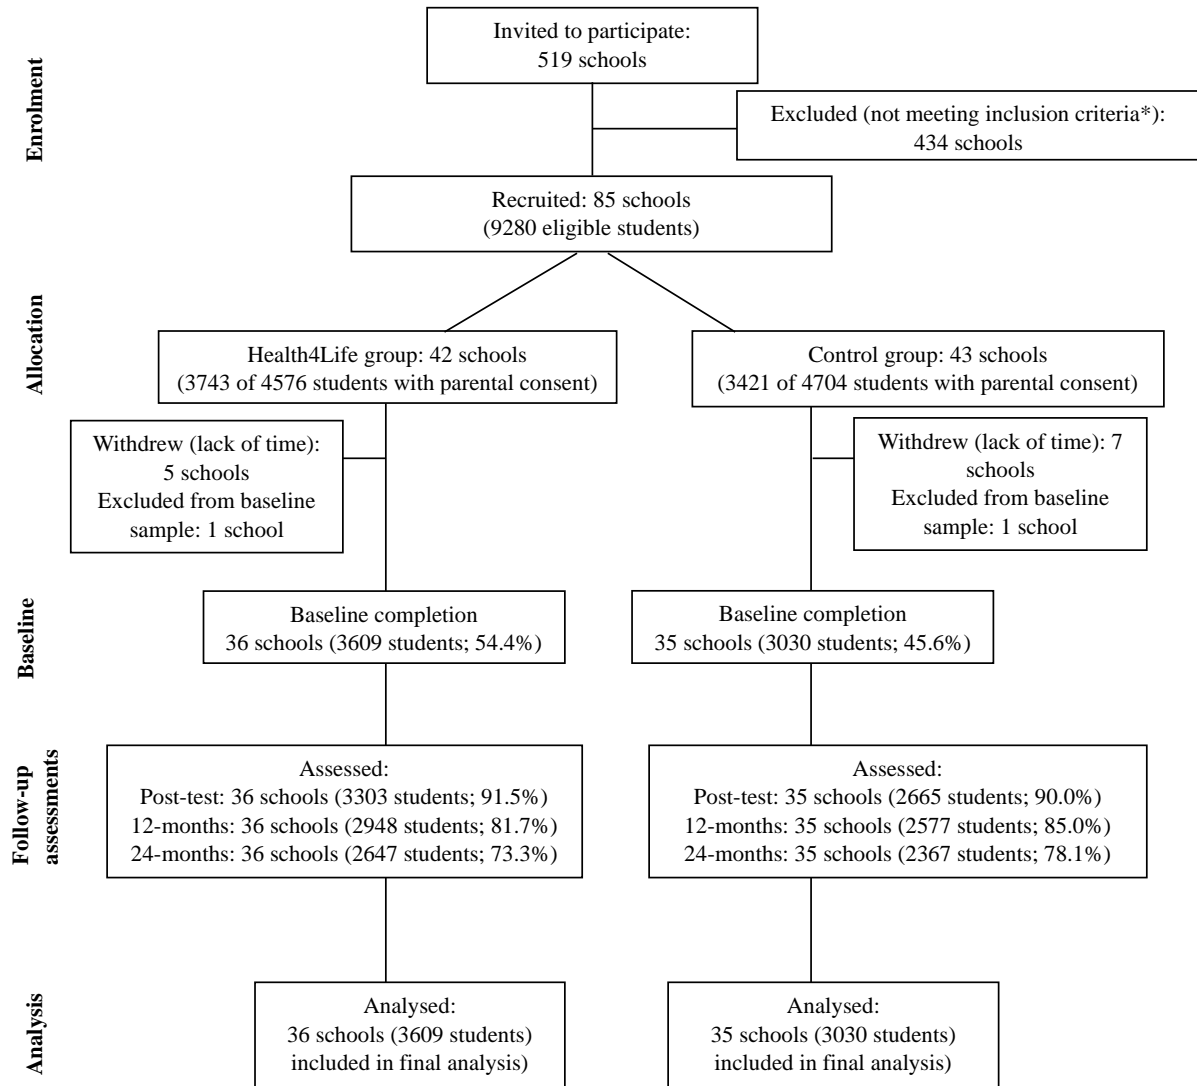 Enrolment
Invited to participate:
519 schools
Excluded (not meeting inclusion criteria*):
434 schools
Recruited: 85 schools
(9280 eligible students)
Allocation
Health4Life group: 42 schools
(3743 of 4576 students with parental consent)
Control group: 43 schools
(3421 of 4704 students with parental consent)
Withdrew (lack of time):
5 schools
Excluded from baseline
sample: 1 school
Withdrew (lack of time): 7
schools
Excluded from baseline
sample: 1 school
Baseline
Baseline completion
36 schools (3609 students; 54.4%)
Baseline completion
35 schools (3030 students; 45.6%)
Follow-up
assessments
Assessed:
Post-test: 36 schools (3303 students; 91.5%)
12-months: 36 schools (2948 students; 81.7%)
24-months: 36 schools (2647 students; 73.3%)
Assessed:
Post-test: 35 schools (2665 students; 90.0%)
12-months: 35 schools (2577 students; 85.0%)
24-months: 35 schools (2367 students; 78.1%)
Analysis
Analysed:
36 schools (3609 students)
included in final analysis)
Analysed:
35 schools (3030 students)
included in final analysis)